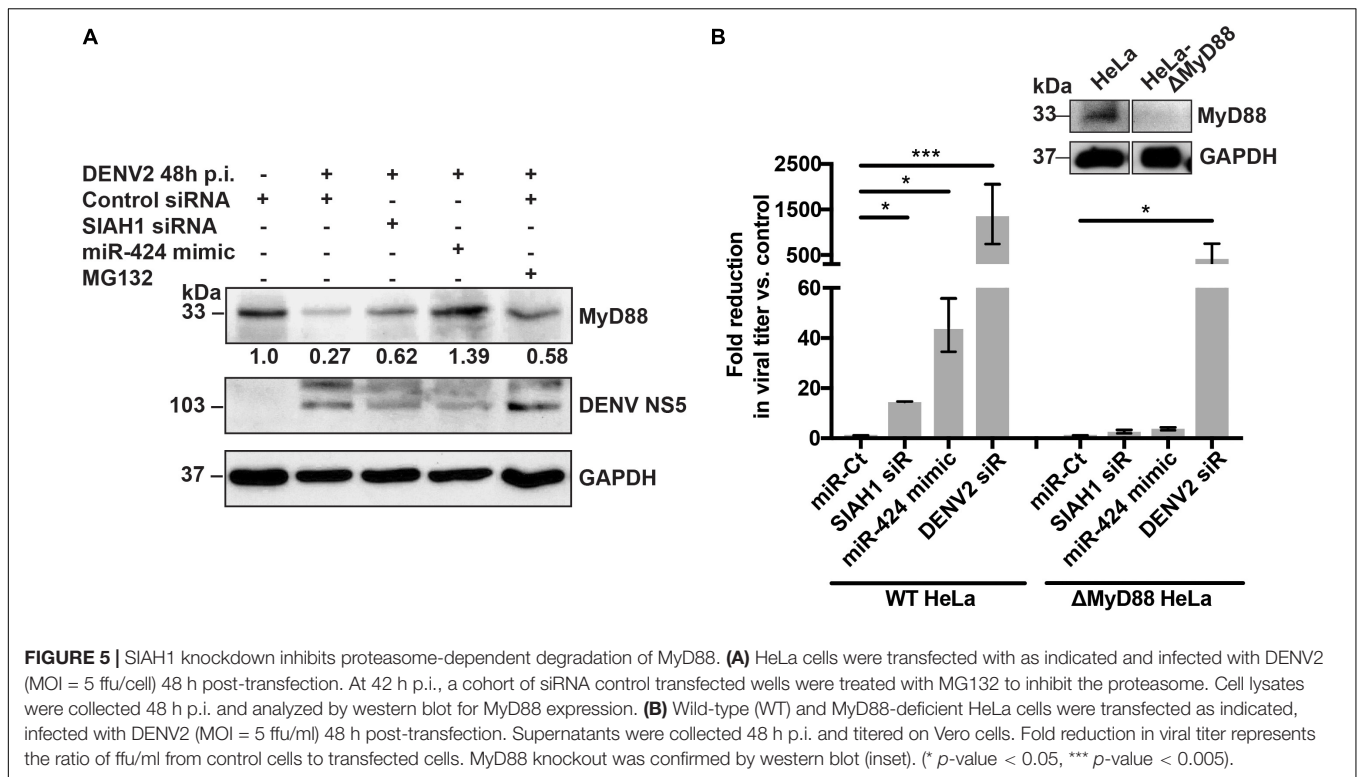 A
DENV2 48h p.i. - + + + +
Control siRNA + + - - +
SIAH1 siRNA - - + - -
miR-424 mimic - - - + -
MG132 - - - - +
kDa
33 MyD88
1.0 0.27 0.62 1.39 0.58
103 DENV NS5
37 GAPDH
B
HeLa HeLa-ΔMyD88
kDa
33 MyD88
37 GAPDH
Fold reduction
in viral titer vs. control
2500
1500
500
60
40
20
0
***
*
*
*
miR-Ct
SIAH1 siR
miR-424 mimic
DENV2 siR
miR-Ct
SIAH1 siR
miR-424 mimic
DENV2 siR
WT HeLa
ΔMyD88 HeLa
FIGURE 5 | SIAH1 knockdown inhibits proteasome-dependent degradation of MyD88. (A) HeLa cells were transfected with as indicated and infected with DENV2
(MOI = 5 ffu/cell) 48 h post-transfection. At 42 h p.i., a cohort of siRNA control transfected wells were treated with MG132 to inhibit the proteasome. Cell lysates
were collected 48 h p.i. and analyzed by western blot for MyD88 expression. (B) Wild-type (WT) and MyD88-deficient HeLa cells were transfected as indicated,
infected with DENV2 (MOI = 5 ffu/ml) 48 h post-transfection. Supernatants were collected 48 h p.i. and titered on Vero cells. Fold reduction in viral titer represents
the ratio of ffu/ml from control cells to transfected cells. MyD88 knockout was confirmed by western blot (inset). (* p-value < 0.05, *** p-value < 0.005).